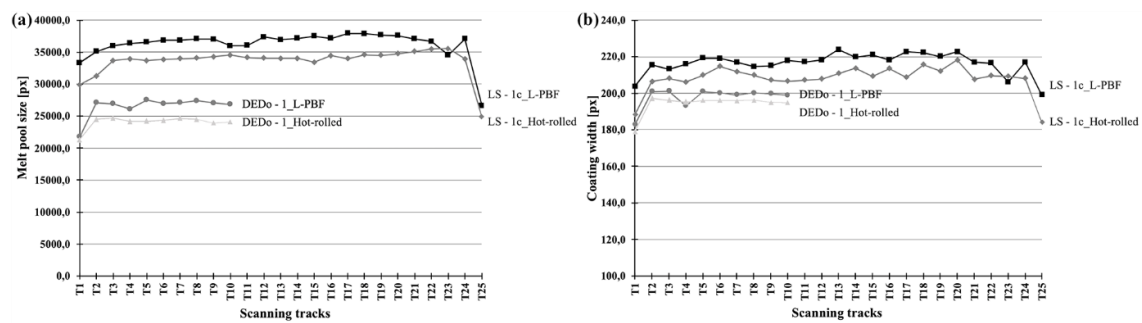 (a)
Melt pool size [px]
40000,0
35000,0
30000,0
25000,0
20000,0
15000,0
10000,0
5000,0
0,0
DEDo - 1_L-PBF
DEDo - 1_Hot-rolled
LS - 1c_L-PBF
LS - 1c_Hot-rolled
T1 T2 T3 T4 T5 T6 T7 T8 T9 T10 T11 T12 T13 T14 T15 T16 T17 T18 T19 T20 T21 T22 T23 T24 T25
Scanning tracks
(b)
Coating width [px]
240,0
220,0
200,0
180,0
160,0
140,0
120,0
100,0
LS - 1c_L-PBF
DEDo - 1_L-PBF
DEDo - 1_Hot-rolled
LS - 1c_Hot-rolled
T1 T2 T3 T4 T5 T6 T7 T8 T9 T10 T11 T12 T13 T14 T15 T16 T17 T18 T19 T20 T21 T22 T23 T24 T25
Scanning tracks